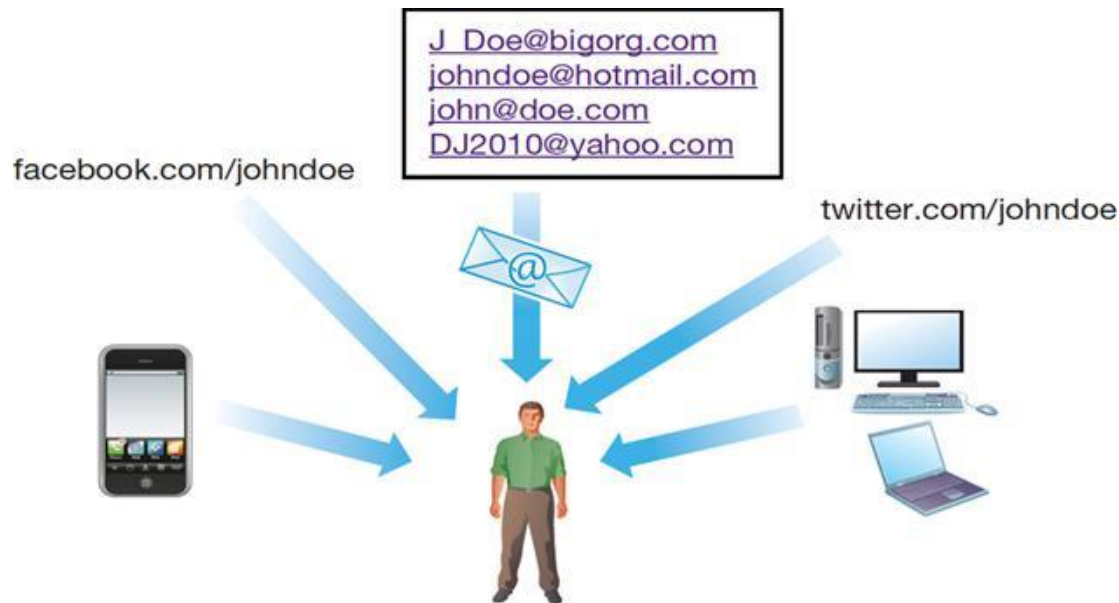 J_Doe@bigorg.com
johndoe@hotmail.com
john@doe.com
DJ2010@yahoo.com
facebook.com/johndoe
twitter.com/johndoe
@